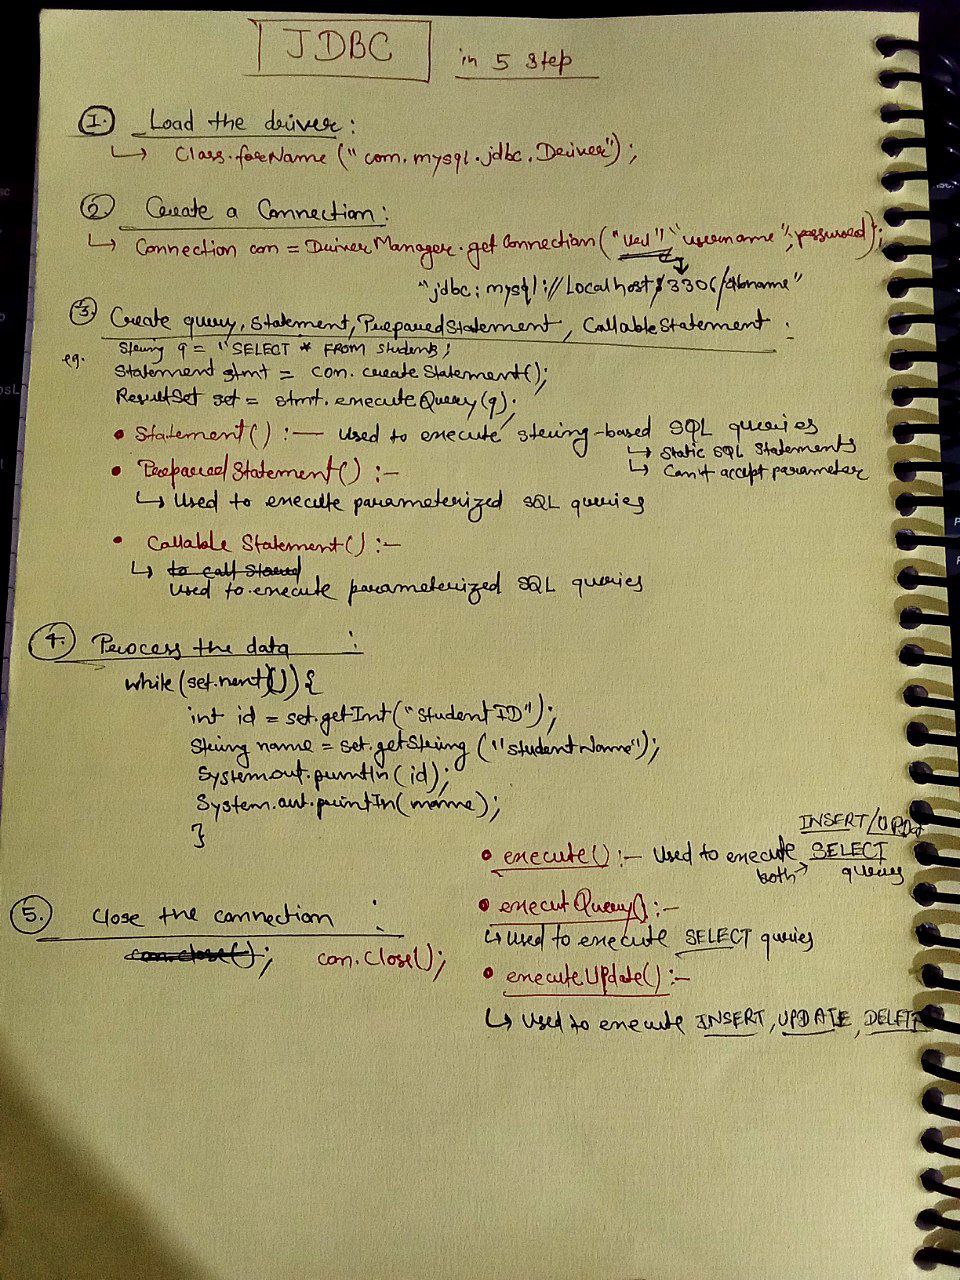 JDBC in 5 step
1. Load the driver :
↳ Class.forName ("com.mysql.jdbc.Driver");
2. Create a Connection :
↳ Connection con = DriverManager.getConnection("url", "username", password);
"jdbc:mysql://Localhost/3306/dbname"
3. Create query, Statement, PreparedStatement, CallableStatement :
eg. String q = "SELECT * FROM students;
Statement stmt = con.createStatement();
ResultSet set = stmt.executeQuery(q);
• Statement() :— Used to execute string-based SQL queries
↳ Static SQL Statements
↳ Can't accept parameter
• PreparedStatement() :-
↳ Used to execute parameterized SQL queries
• Callable Statement() :-
↳ to call stored
Used to execute parameterized SQL queries
4. Process the data :
while (set.next()) {
int id = set.getInt("studentID");
String name = set.getString ("studentName");
System.out.println(id);
System.out.println(name);
}
INSERT/
• execute() :- Used to execute SELECT
both → queries
• executQuery() :-
↳ Used to execute SELECT queries
• executeUpdate() :-
↳ Used to execute INSERT, UPDATE, DELETE
5. Close the connection :
con.close(); con.close();